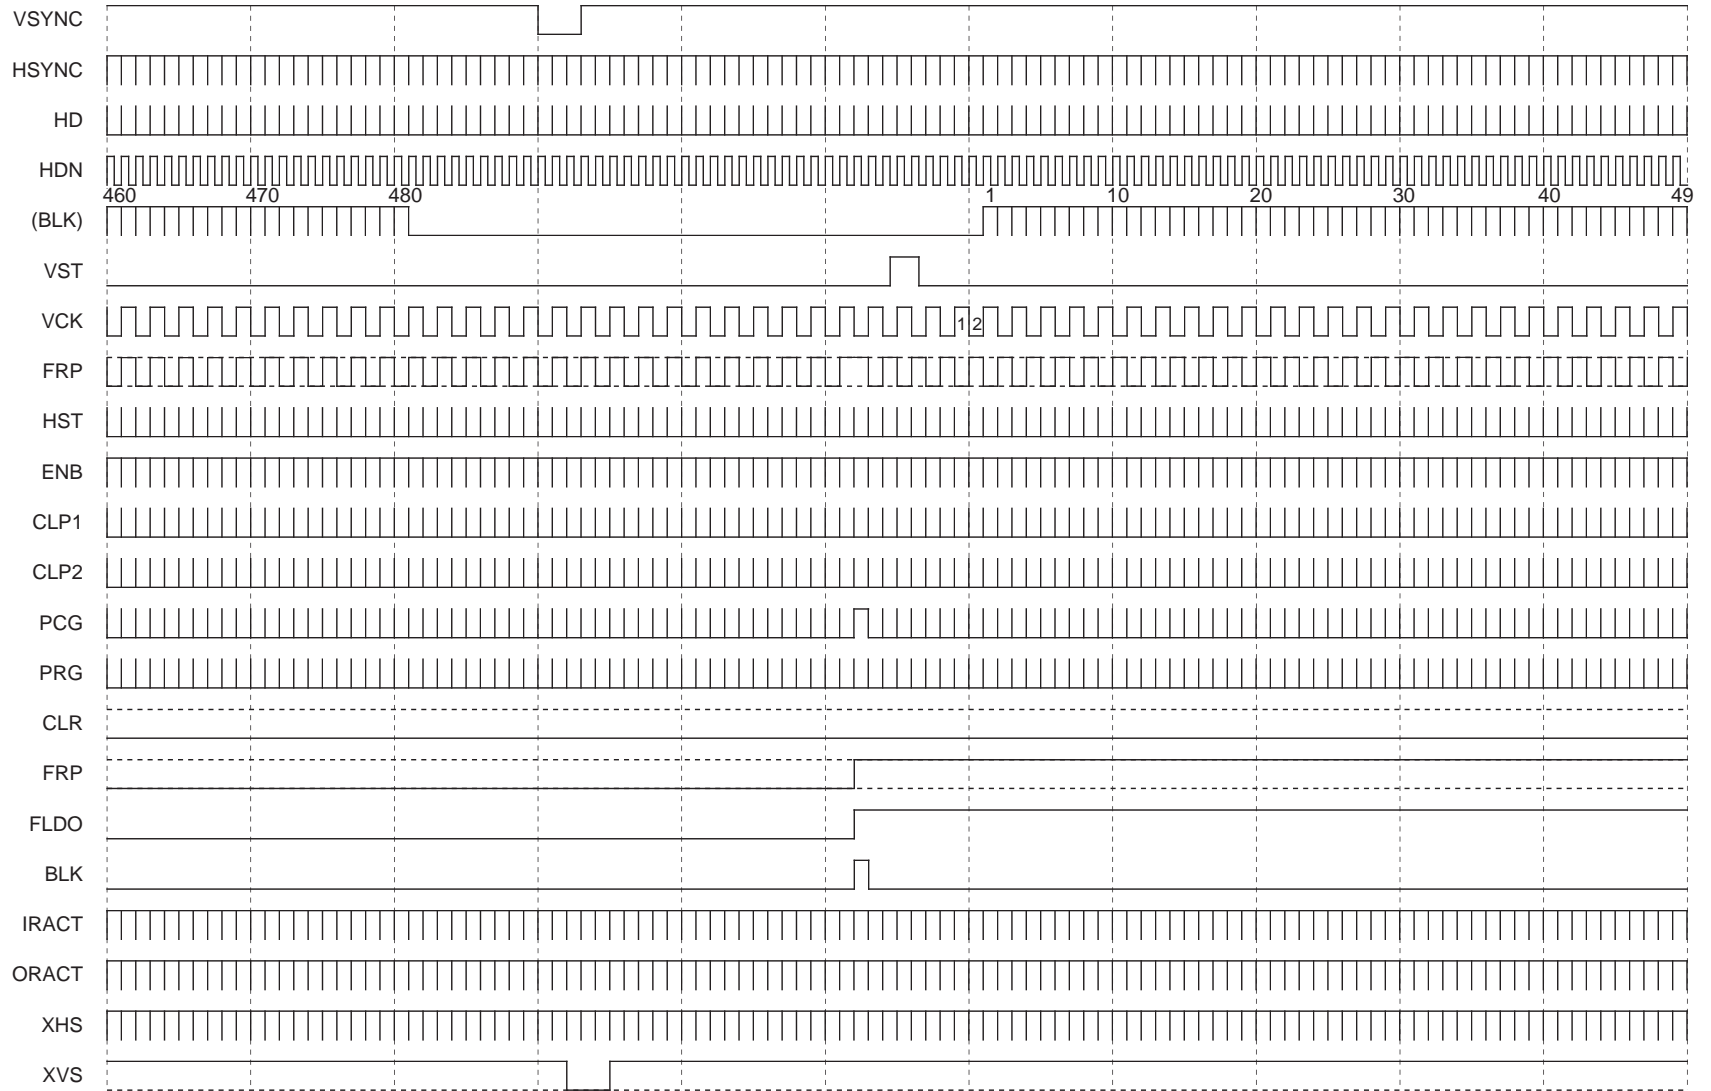 VSYNC
HSYNC
HD
HDN
460 470 480 1 10 20 30 40 49
(BLK)
VST
VCK 1 2
FRP
HST
ENB
CLP1
CLP2
PCG
PRG
CLR
FRP
FLDO
BLK
IRACT
ORACT
XHS
XVS